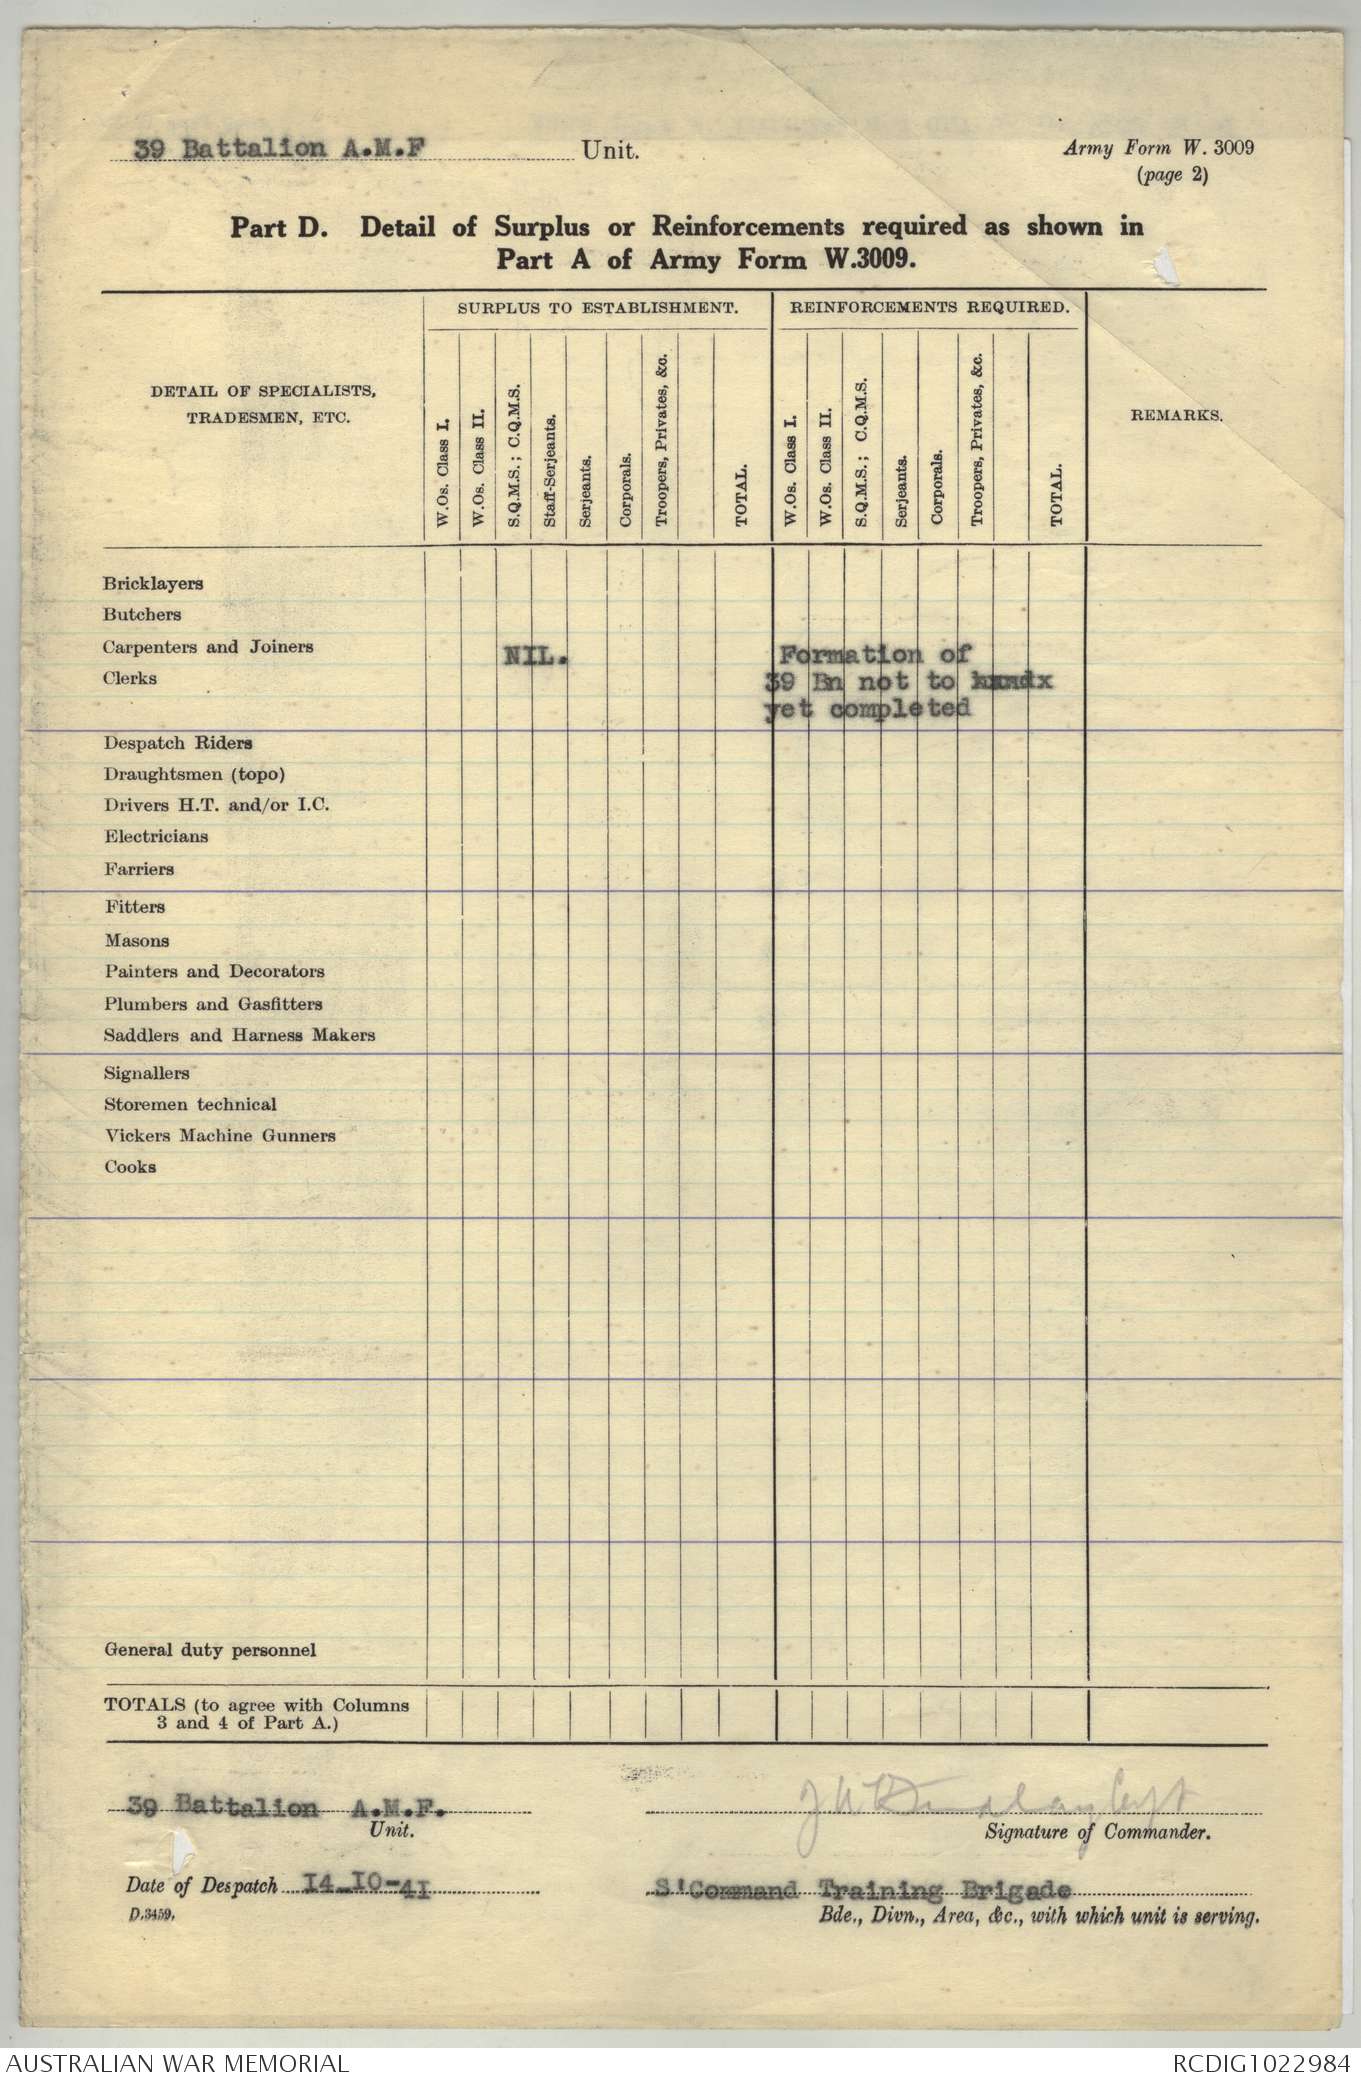 39 Battalion A.M.F Unit.
Army Form W. 3009
(page 2)
Part D. Detail of Surplus or Reinforcements required as shown in
Part A of Army Form W.3009.
DETAIL OF SPECIALISTS,
TRADESMEN, ETC.
SURPLUS TO ESTABLISHMENT.
W.Os. Class I.
W.Os. Class II.
S.Q.M.S.; C.Q.M.S.
Staff-Serjeants.
Serjeants.
Corporals.
Troopers, Privates, &c.
TOTAL.
REINFORCEMENTS REQUIRED.
W.Os. Class I.
W.Os. Class II.
S.Q.M.S.; C.Q.M.S.
Serjeants.
Corporals.
Troopers, Privates, &c.
TOTAL.
REMARKS.
Bricklayers
Butchers
Carpenters and Joiners
Clerks
NIL.
Formation of
39 Bn not to
yet completed
Despatch Riders
Draughtsmen (topo)
Drivers H.T. and/or I.C.
Electricians
Farriers
Fitters
Masons
Painters and Decorators
Plumbers and Gasfitters
Saddlers and Harness Makers
Signallers
Storemen technical
Vickers Machine Gunners
Cooks
General duty personnel
TOTALS (to agree with Columns
3 and 4 of Part A.)
39 Battalion A.M.F.
Unit.
Capt
Signature of Commander.
Date of Despatch 14-10-41
S'Command Training Brigade
D.3459.
Bde., Divn., Area, &c., with which unit is serving.
AUSTRALIAN WAR MEMORIAL
RCDIG1022984